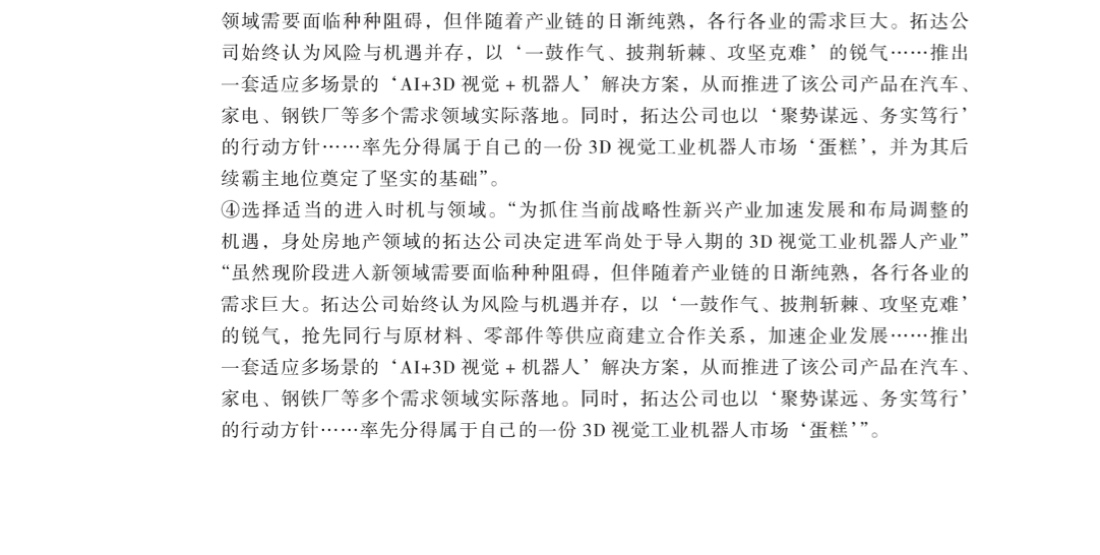 领域需要面临种种阻碍，但伴随着产业链的日渐纯熟，各行各业的需求巨大。拓达公
司始终认为风险与机遇并存，以‘一鼓作气、披荆斩棘、攻坚克难’的锐气……推出
一套适应多场景的‘AI+3D 视觉 + 机器人’解决方案，从而推进了该公司产品在汽车、
家电、钢铁厂等多个需求领域实际落地。同时，拓达公司也以‘聚势谋远、务实笃行’
的行动方针……率先分得属于自己的一份 3D 视觉工业机器人市场‘蛋糕’，并为其后
续霸主地位奠定了坚实的基础”。
④选择适当的进入时机与领域。“为抓住当前战略性新兴产业加速发展和布局调整的
机遇，身处房地产领域的拓达公司决定进军尚处于导入期的 3D 视觉工业机器人产业”
“虽然现阶段进入新领域需要面临种种阻碍，但伴随着产业链的日渐纯熟，各行各业的
需求巨大。拓达公司始终认为风险与机遇并存，以‘一鼓作气、披荆斩棘、攻坚克难’
的锐气，抢先同行与原材料、零部件等供应商建立合作关系，加速企业发展……推出
一套适应多场景的‘AI+3D 视觉 + 机器人’解决方案，从而推进了该公司产品在汽车、
家电、钢铁厂等多个需求领域实际落地。同时，拓达公司也以‘聚势谋远、务实笃行’
的行动方针……率先分得属于自己的一份 3D 视觉工业机器人市场‘蛋糕’”。